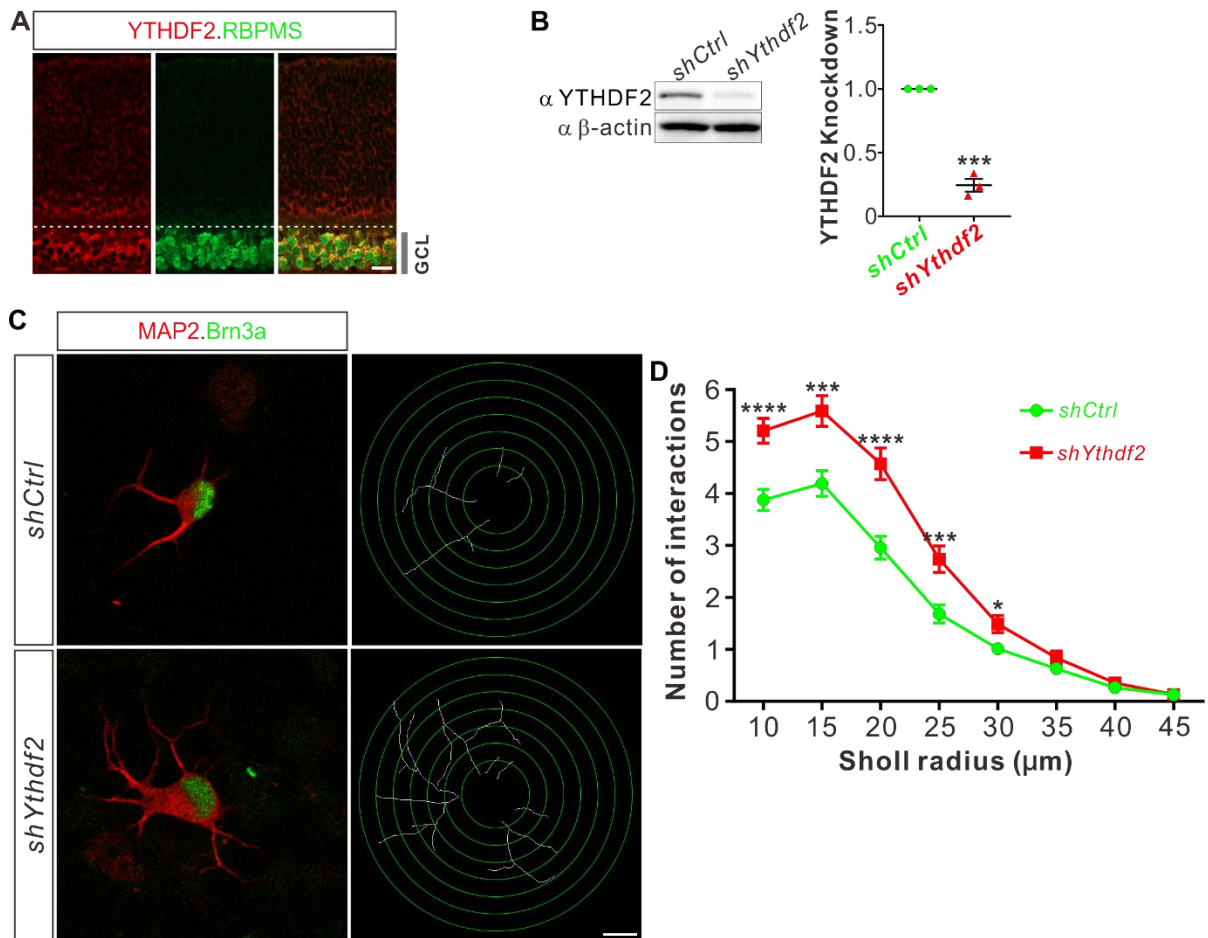 A
YTHDF2.RBPMS
GCL
B
shCtrl
shYthdf2
α YTHDF2
α β-actin
YTHDF2 Knockdown
1.5
1.0
0.5
0
***
shCtrl
shYthdf2
C
MAP2.Brn3a
shCtrl
shYthdf2
D
Number of interactions
6
5
4
3
2
1
0
****
***
****
***
*
shCtrl
shYthdf2
10 15 20 25 30 35 40 45
Sholl radius (μm)